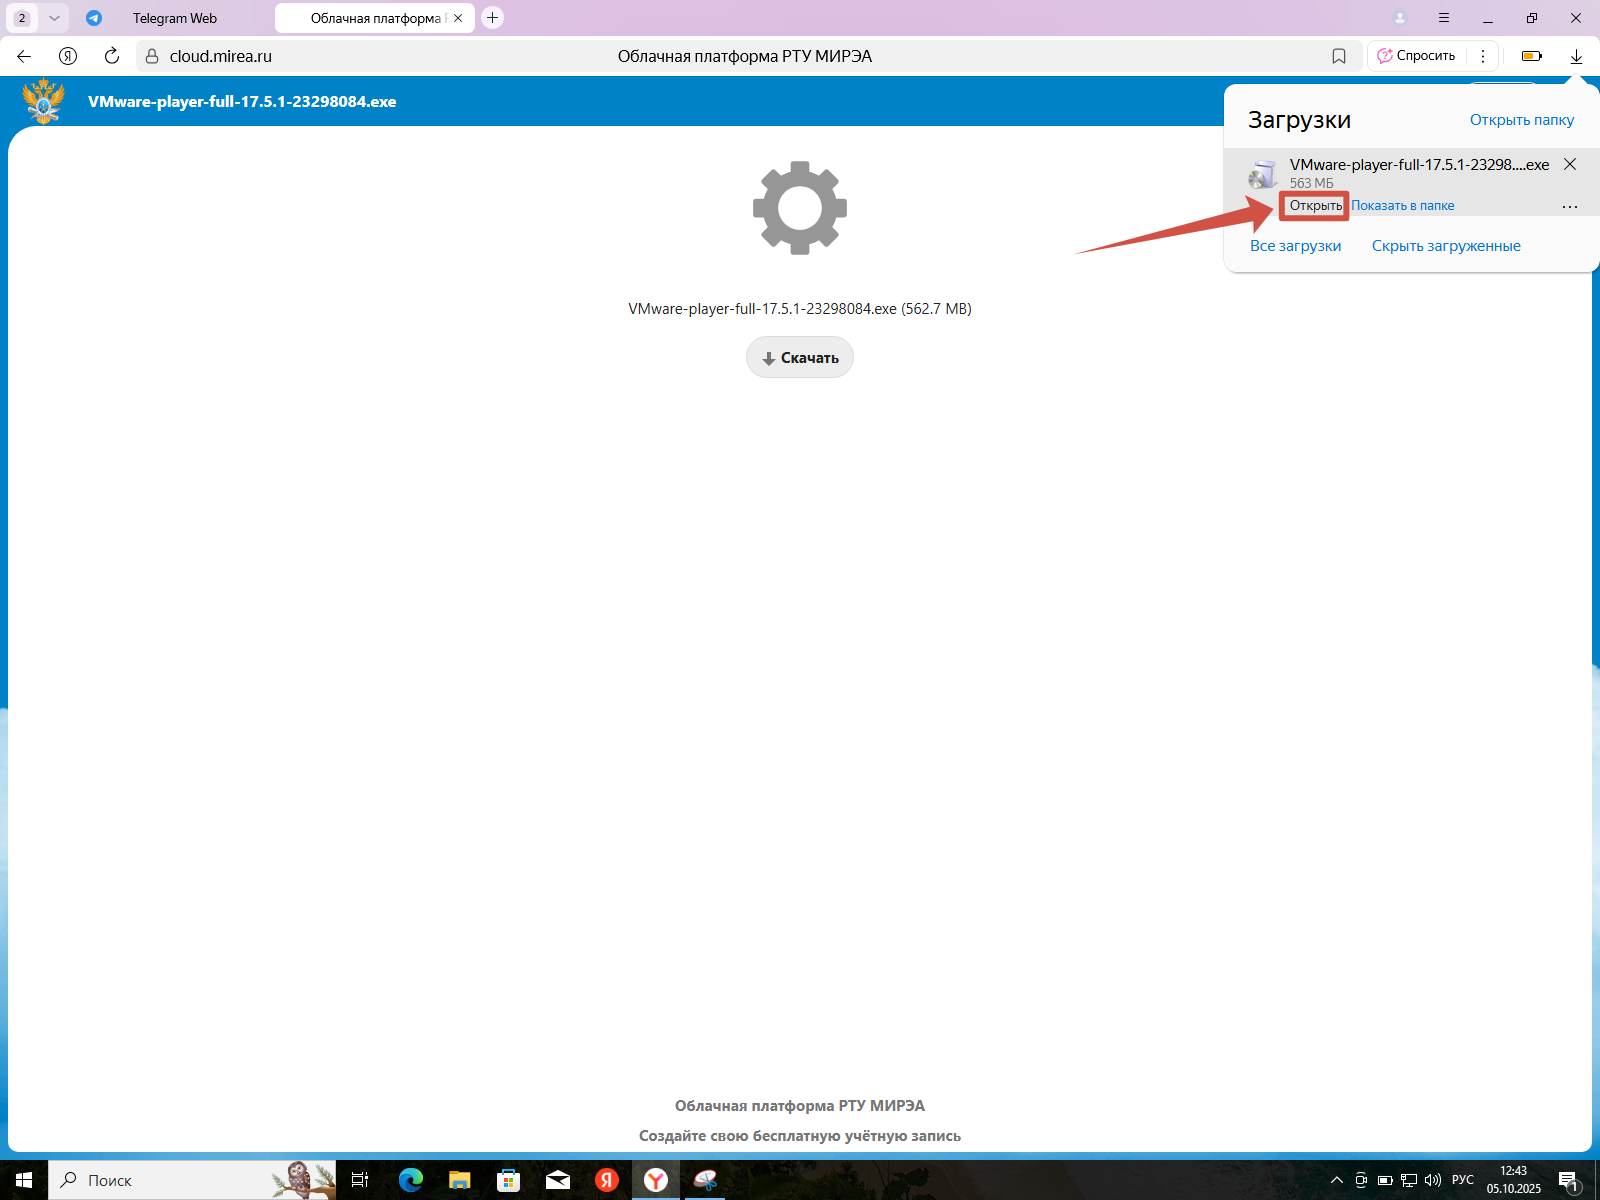 2
Telegram Web
Облачная платформа Р
cloud.mirea.ru
Облачная платформа РТУ МИРЭА
Спросить
VMware-player-full-17.5.1-23298084.exe
Загрузки
Открыть папку
VMware-player-full-17.5.1-23298....exe
563 МБ
Открыть
Показать в папке
Все загрузки
Скрыть загруженные
VMware-player-full-17.5.1-23298084.exe (562.7 MB)
Скачать
Облачная платформа РТУ МИРЭА
Создайте свою бесплатную учётную запись
Поиск
РУС
12:43
05.10.2025
1